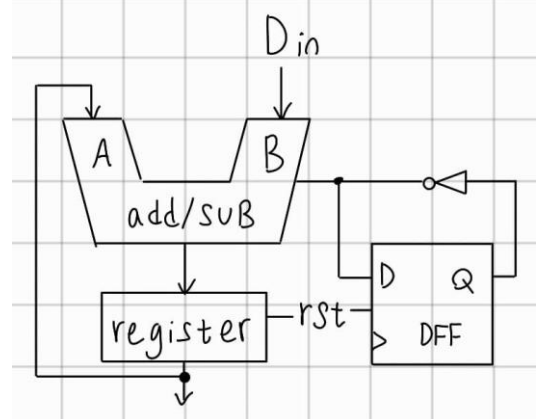 Din
A
B
add/SUB
D
Q
register
rst
DFF